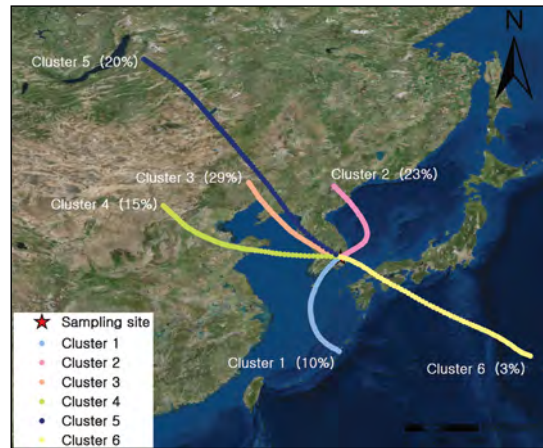 N
Cluster 5 (20%)
Cluster 3 (29%)
Cluster 2 (23%)
Cluster 4 (15%)
Cluster 1 (10%)
Cluster 6 (3%)
Sampling site
Cluster 1
Cluster 2
Cluster 3
Cluster 4
Cluster 5
Cluster 6